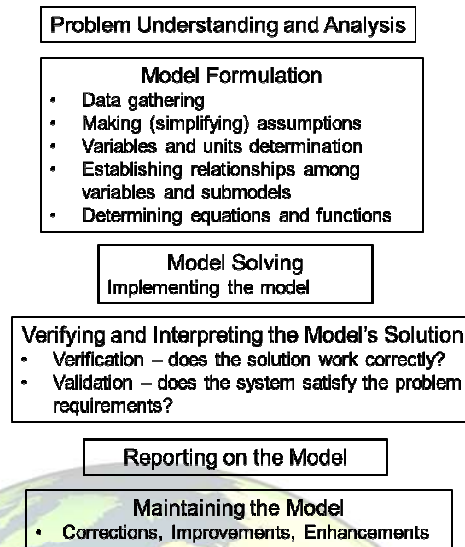 Problem Understanding and Analysis
Model Formulation
• Data gathering
• Making (simplifying) assumptions
• Variables and units determination
• Establishing relationships among
variables and submodels
• Determining equations and functions
Model Solving
Implementing the model
Verifying and Interpreting the Model's Solution
• Verification – does the solution work correctly?
• Validation – does the system satisfy the problem
requirements?
Reporting on the Model
Maintaining the Model
• Corrections, Improvements, Enhancements